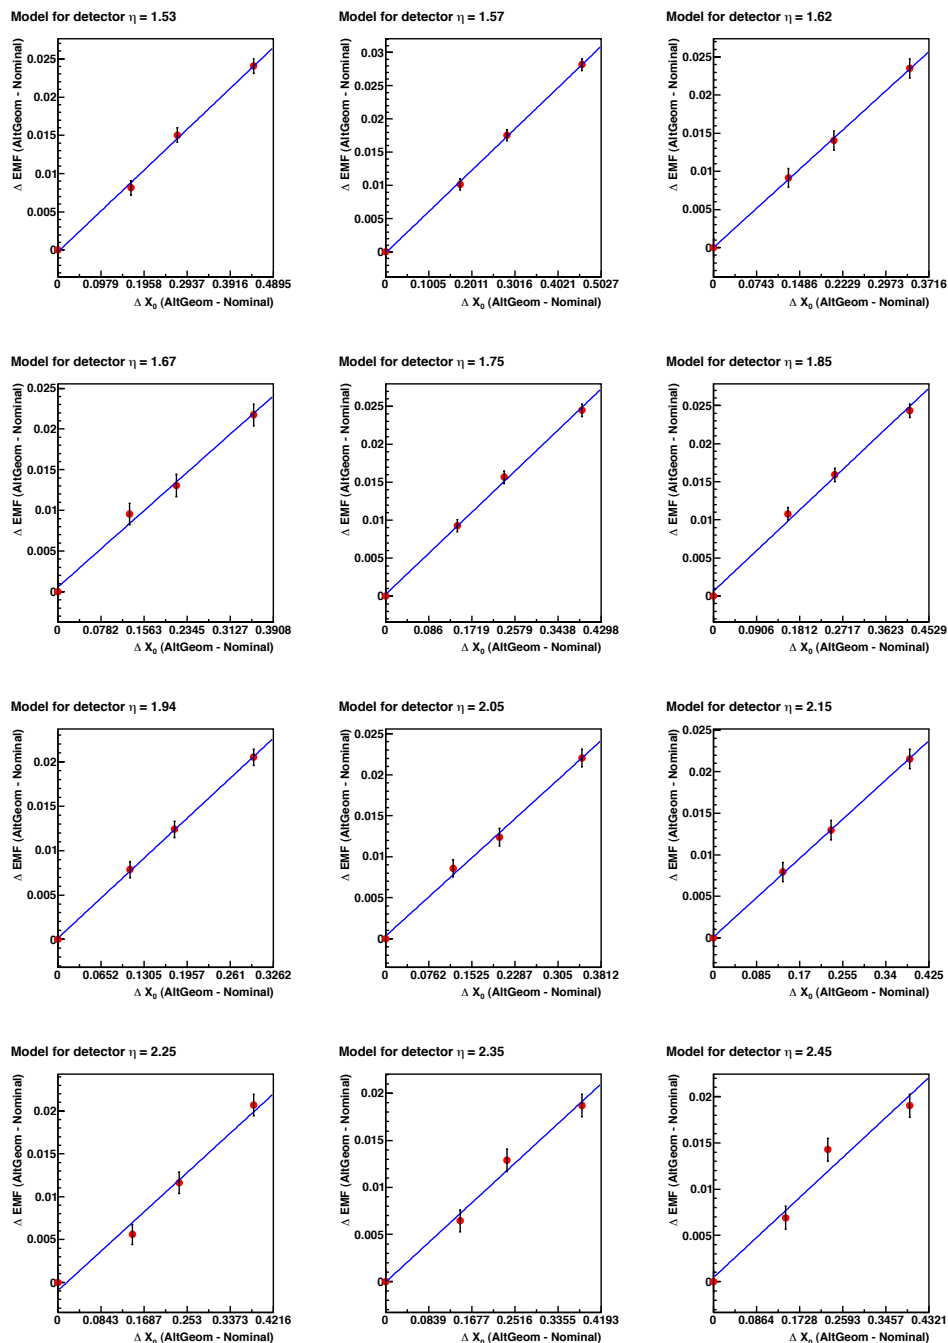 Model for detector η = 1.53
Δ EMF (AltGeom - Nominal)
0.025
0.02
0.015
0.01
0.005
0
0 0.0979 0.1958 0.2937 0.3916 0.4895
Δ X₀ (AltGeom - Nominal)
Model for detector η = 1.57
Δ EMF (AltGeom - Nominal)
0.03
0.025
0.02
0.015
0.01
0.005
0
0 0.1005 0.2011 0.3016 0.4021 0.5027
Δ X₀ (AltGeom - Nominal)
Model for detector η = 1.62
Δ EMF (AltGeom - Nominal)
0.025
0.02
0.015
0.01
0.005
0
0 0.0743 0.1486 0.2229 0.2973 0.3716
Δ X₀ (AltGeom - Nominal)
Model for detector η = 1.67
Δ EMF (AltGeom - Nominal)
0.025
0.02
0.015
0.01
0.005
0
0 0.0782 0.1563 0.2345 0.3127 0.3908
Δ X₀ (AltGeom - Nominal)
Model for detector η = 1.75
Δ EMF (AltGeom - Nominal)
0.025
0.02
0.015
0.01
0.005
0
0 0.086 0.1719 0.2579 0.3438 0.4298
Δ X₀ (AltGeom - Nominal)
Model for detector η = 1.85
Δ EMF (AltGeom - Nominal)
0.025
0.02
0.015
0.01
0.005
0
0 0.0906 0.1812 0.2717 0.3623 0.4529
Δ X₀ (AltGeom - Nominal)
Model for detector η = 1.94
Δ EMF (AltGeom - Nominal)
0.02
0.015
0.01
0.005
0
0 0.0652 0.1305 0.1957 0.261 0.3262
Δ X₀ (AltGeom - Nominal)
Model for detector η = 2.05
Δ EMF (AltGeom - Nominal)
0.025
0.02
0.015
0.01
0.005
0
0 0.0762 0.1525 0.2287 0.305 0.3812
Δ X₀ (AltGeom - Nominal)
Model for detector η = 2.15
Δ EMF (AltGeom - Nominal)
0.025
0.02
0.015
0.01
0.005
0
0 0.085 0.17 0.255 0.34 0.425
Δ X₀ (AltGeom - Nominal)
Model for detector η = 2.25
Δ EMF (AltGeom - Nominal)
0.02
0.015
0.01
0.005
0
0 0.0843 0.1687 0.253 0.3373 0.4216
Δ X₀ (AltGeom - Nominal)
Model for detector η = 2.35
Δ EMF (AltGeom - Nominal)
0.02
0.015
0.01
0.005
0
0 0.0839 0.1677 0.2516 0.3355 0.4193
Δ X₀ (AltGeom - Nominal)
Model for detector η = 2.45
Δ EMF (AltGeom - Nominal)
0.02
0.015
0.01
0.005
0
0 0.0864 0.1728 0.2593 0.3457 0.4321
Δ X₀ (AltGeom - Nominal)